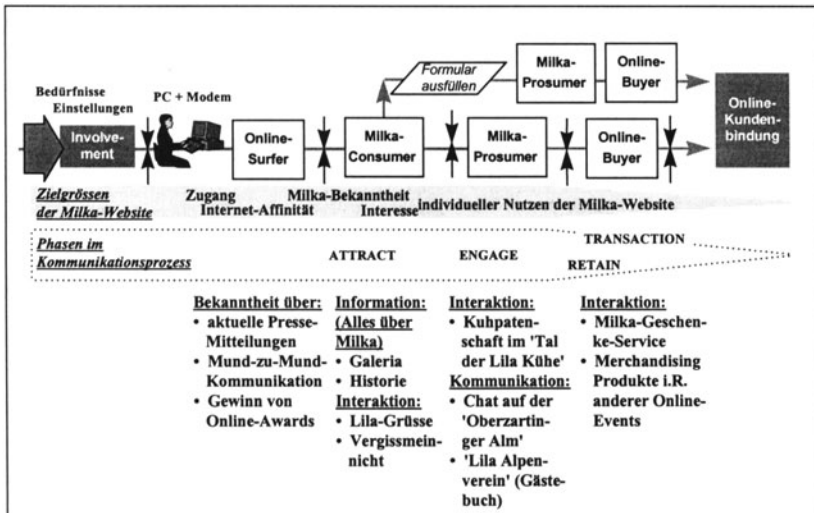 Formular
ausfüllen
Milka-
Prosumer
Online-
Buyer
Bedürfnisse
Einstellungen
PC + Modem
Involve-
ment
Online-
Surfer
Milka-
Consumer
Milka-
Prosumer
Online-
Buyer
Online-
Kunden-
bindung
Zielgrössen
der Milka-Website
Zugang
Internet-Affinität
Milka-Bekanntheit
Interesse
individueller Nutzen der Milka-Website
Phasen im
Kommunikationsprozess
ATTRACT
ENGAGE
TRANSACTION
RETAIN
Bekanntheit über:
• aktuelle Presse-
Mitteilungen
• Mund-zu-Mund-
Kommunikation
• Gewinn von
Online-Awards
Information:
(Alles über
Milka)
• Galeria
• Historie
Interaktion:
• Lila-Grüsse
• Vergissmein-
nicht
Interaktion:
• Kuhpaten-
schaft im 'Tal
der Lila Kühe'
Kommunikation:
• Chat auf der
'Oberzartin-
ger Alm'
• 'Lila Alpen-
verein' (Gäste-
buch)
Interaktion:
• Milka-Geschen-
ke-Service
• Merchandising
Produkte i.R.
anderer Online-
Events